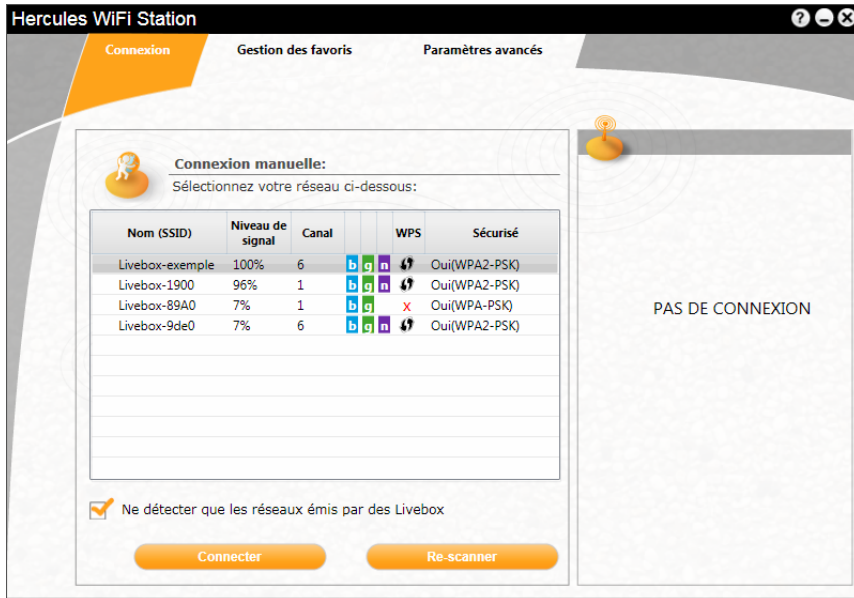 Hercules WiFi Station
Connexion Gestion des favoris Paramètres avancés
Connexion manuelle:
Sélectionnez votre réseau ci-dessous:
Nom (SSID) Niveau de signal Canal WPS Sécurisé
Livebox-exemple 100% 6 b g n Oui(WPA2-PSK)
Livebox-1900 96% 1 b g n Oui(WPA2-PSK)
Livebox-89A0 7% 1 b g x Oui(WPA-PSK)
Livebox-9de0 7% 6 b g n Oui(WPA2-PSK)
Ne détecter que les réseaux émis par des Livebox
Connecter Re-scanner
PAS DE CONNEXION